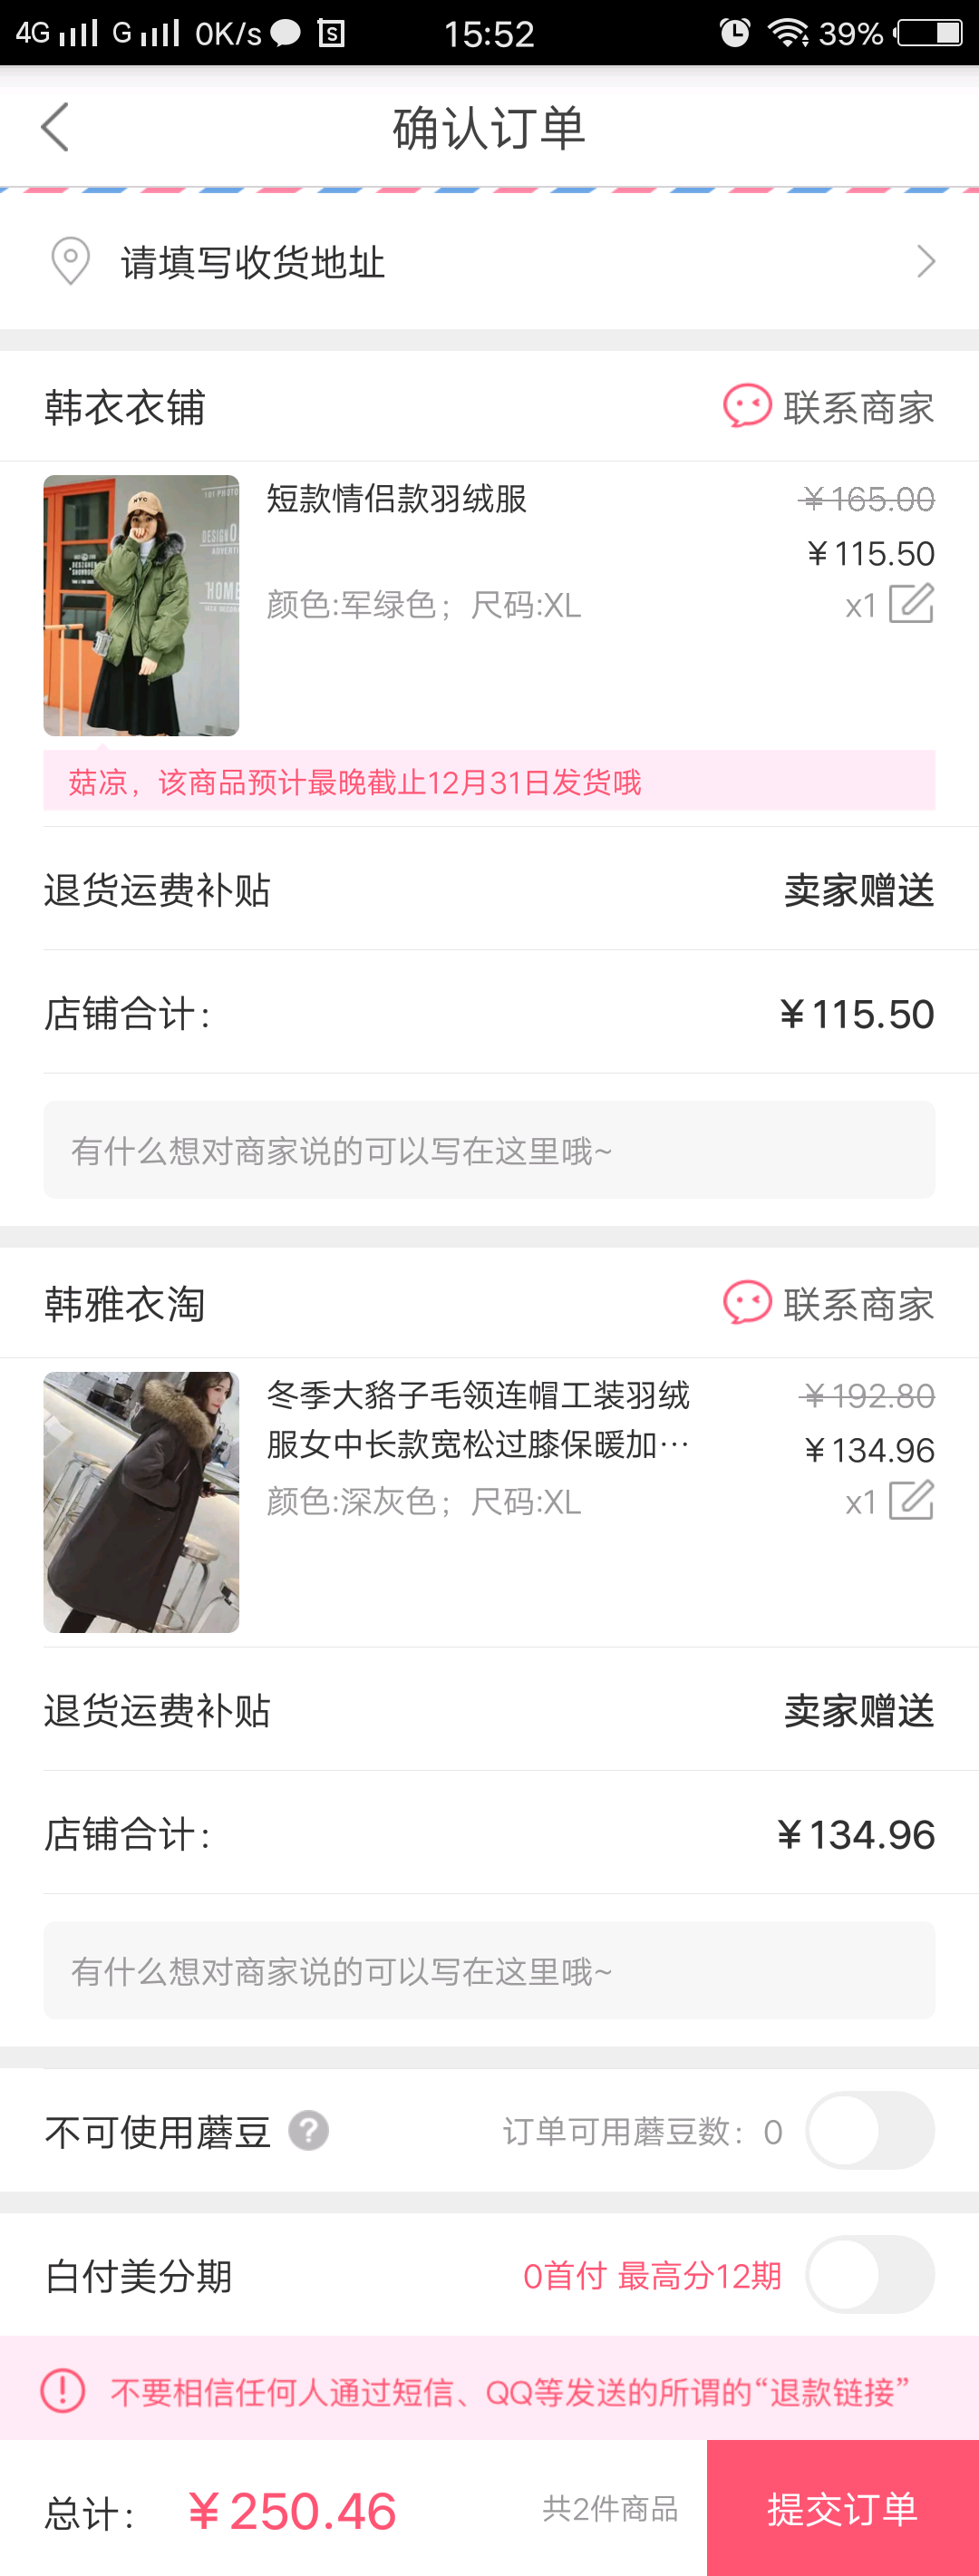 4G G 0K/s S 15:52 39%
确认订单
请填写收货地址
韩衣衣铺 联系商家
短款情侣款羽绒服 ¥165.00
¥115.50
颜色:军绿色；尺码:XL x1
菇凉，该商品预计最晚截止12月31日发货哦
退货运费补贴 卖家赠送
店铺合计： ¥115.50
有什么想对商家说的可以写在这里哦~
韩雅衣淘 联系商家
冬季大貉子毛领连帽工装羽绒 ¥192.80
服女中长款宽松过膝保暖加… ¥134.96
颜色:深灰色；尺码:XL x1
退货运费补贴 卖家赠送
店铺合计： ¥134.96
有什么想对商家说的可以写在这里哦~
不可使用蘑豆 ? 订单可用蘑豆数：0
白付美分期 0首付 最高分12期
不要相信任何人通过短信、QQ等发送的所谓的“退款链接”
总计： ¥250.46 共2件商品 提交订单